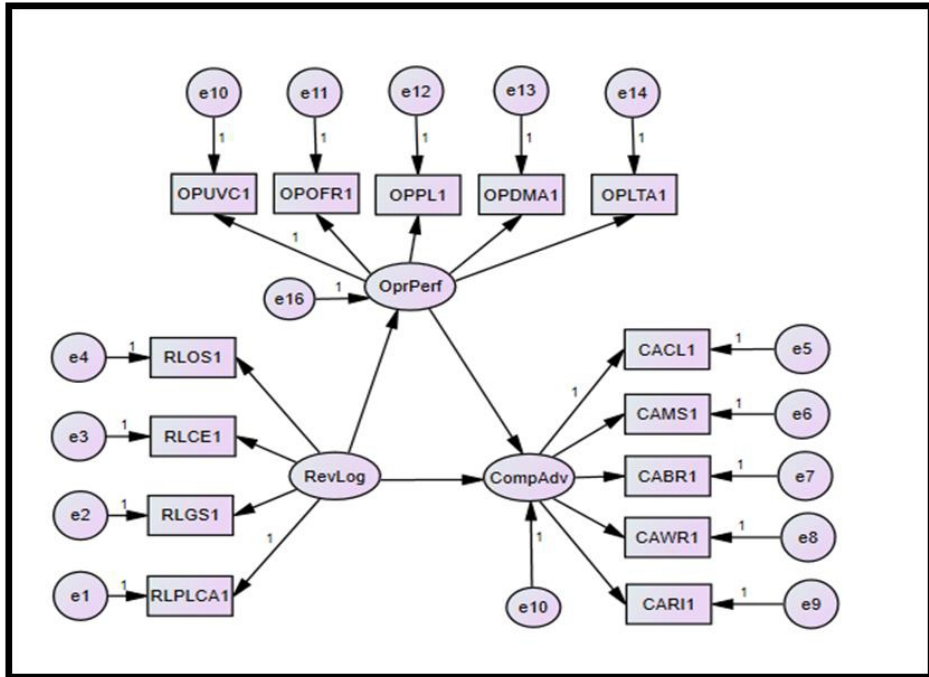 e10 e11 e12 e13 e14
1 1 1 1 1
OPUVC1 OPOFR1 OPPL1 OPDMA1 OPLTA1
1
e16 1 OprPerf
e4 1 RLOS1
CACL1 1 e5
1
e3 1 RLCE1
CAMS1 1 e6
RevLog
CompAdv
CABR1 1 e7
e2 1 RLGS1
1
1
CAWR1 1 e8
e1 1 RLPLCA1
e10
CARI1 1 e9